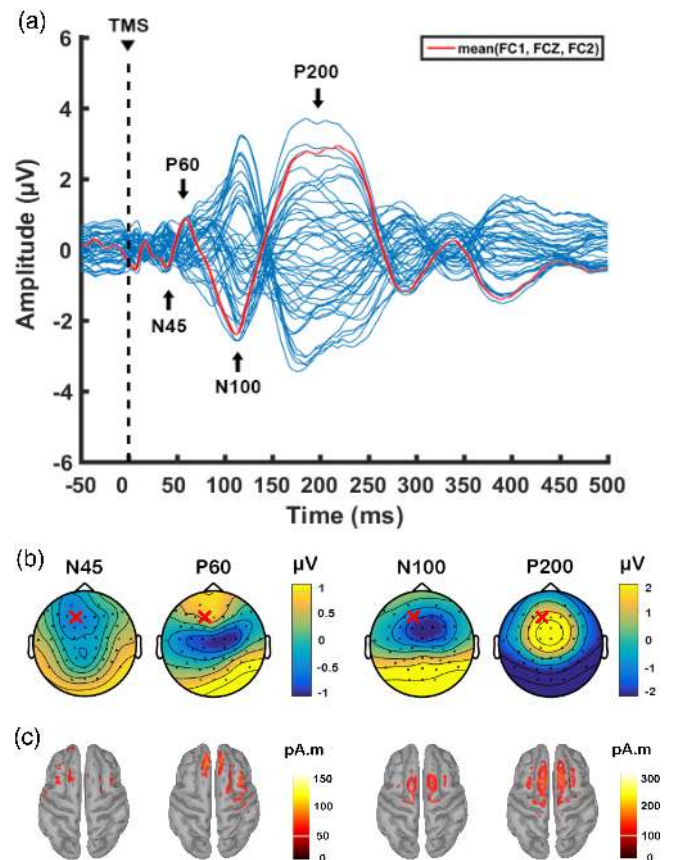 (a)
TMS
mean(FC1, FCZ, FC2)
P200
P60
N45
N100
Amplitude (µV)
6
4
2
0
-2
-4
-6
-50 0 50 100 150 200 250 300 350 400 450 500
Time (ms)
(b)
N45 P60 µV N100 P200 µV
1 2
0.5 1
0 0
-0.5 -1
-1 -2
(c)
pA.m pA.m
150 300
100 200
50 100
0 0